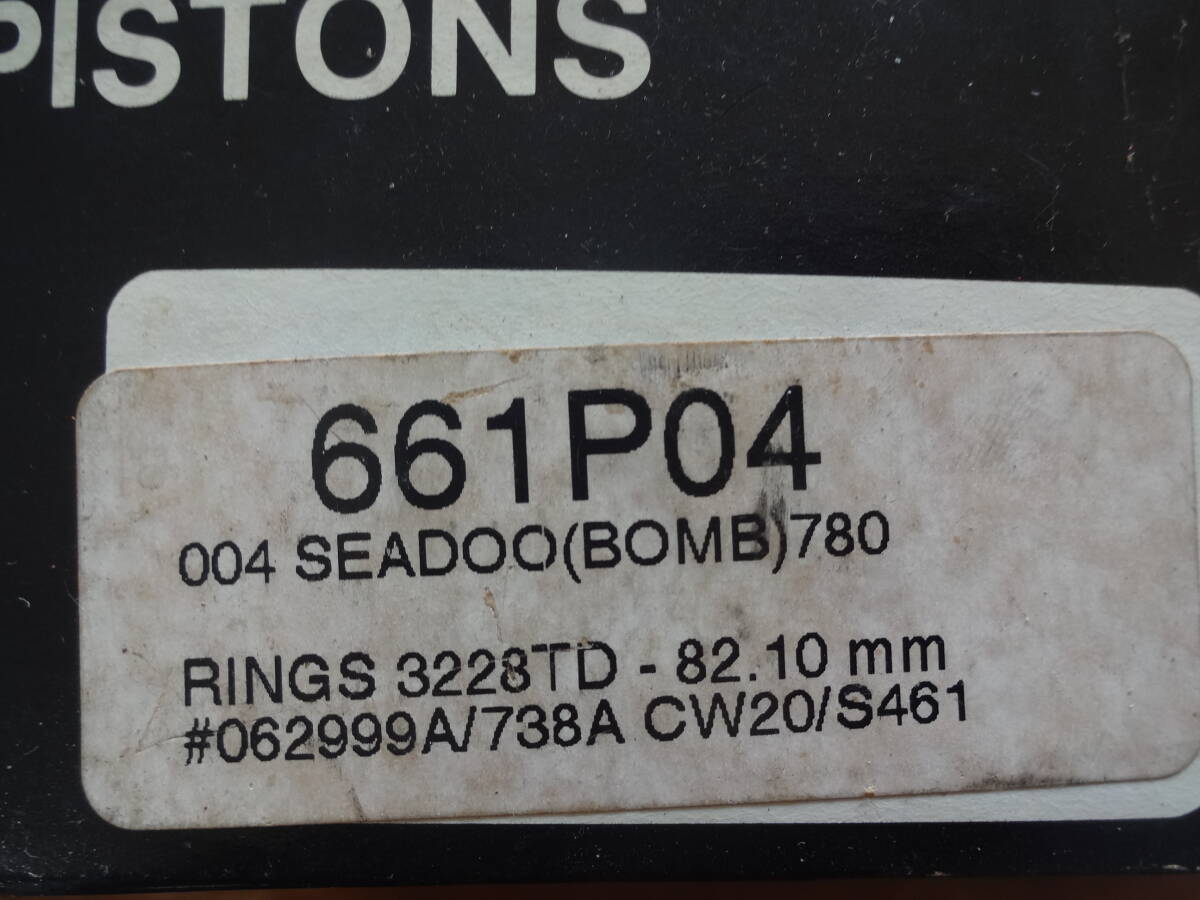 PISTONS
661P04
004 SEADOO(BOMB)780
RINGS 3228TD - 82.10 mm
#062999A/738A CW20/S461